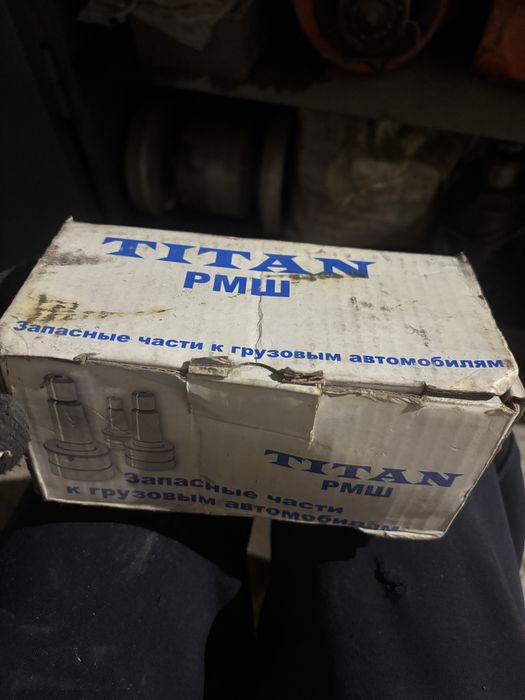 TITAN
РМШ
Запасные части к грузовым автомобилям
TITAN
РМШ
Запасные части
к грузовым автомобилям